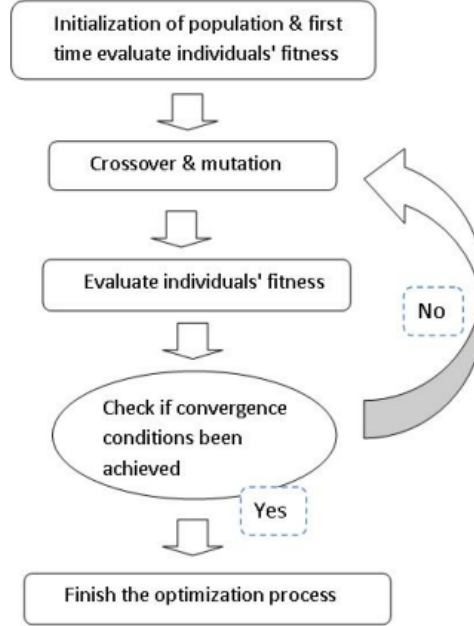 Initialization of population & first
time evaluate individuals' fitness
Crossover & mutation
Evaluate individuals' fitness
No
Check if convergence
conditions been
achieved
Yes
Finish the optimization process